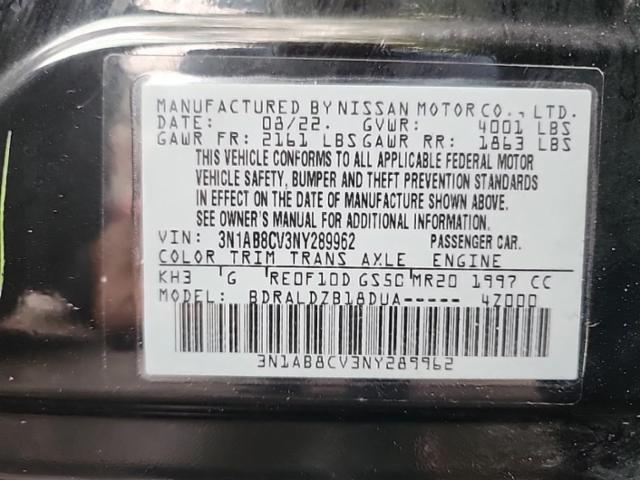 MANUFACTURED BY NISSAN MOTOR CO., LTD.
DATE: 08/22. GVWR: 4001 LBS
GAWR FR: 2161 LBS GAWR RR: 1863 LBS
THIS VEHICLE CONFORMS TO ALL APPLICABLE FEDERAL MOTOR
VEHICLE SAFETY, BUMPER AND THEFT PREVENTION STANDARDS
IN EFFECT ON THE DATE OF MANUFACTURE SHOWN ABOVE.
SEE OWNER'S MANUAL FOR ADDITIONAL INFORMATION.
VIN: 3N1AB8CV3NY289962 PASSENGER CAR.
COLOR TRIM TRANS AXLE ENGINE
KH3 G RE0F10D GS50 MR20 1997 CC
MODEL: BDRALDZB18DUA----- 4Z000
3N1AB8CV3NY289962